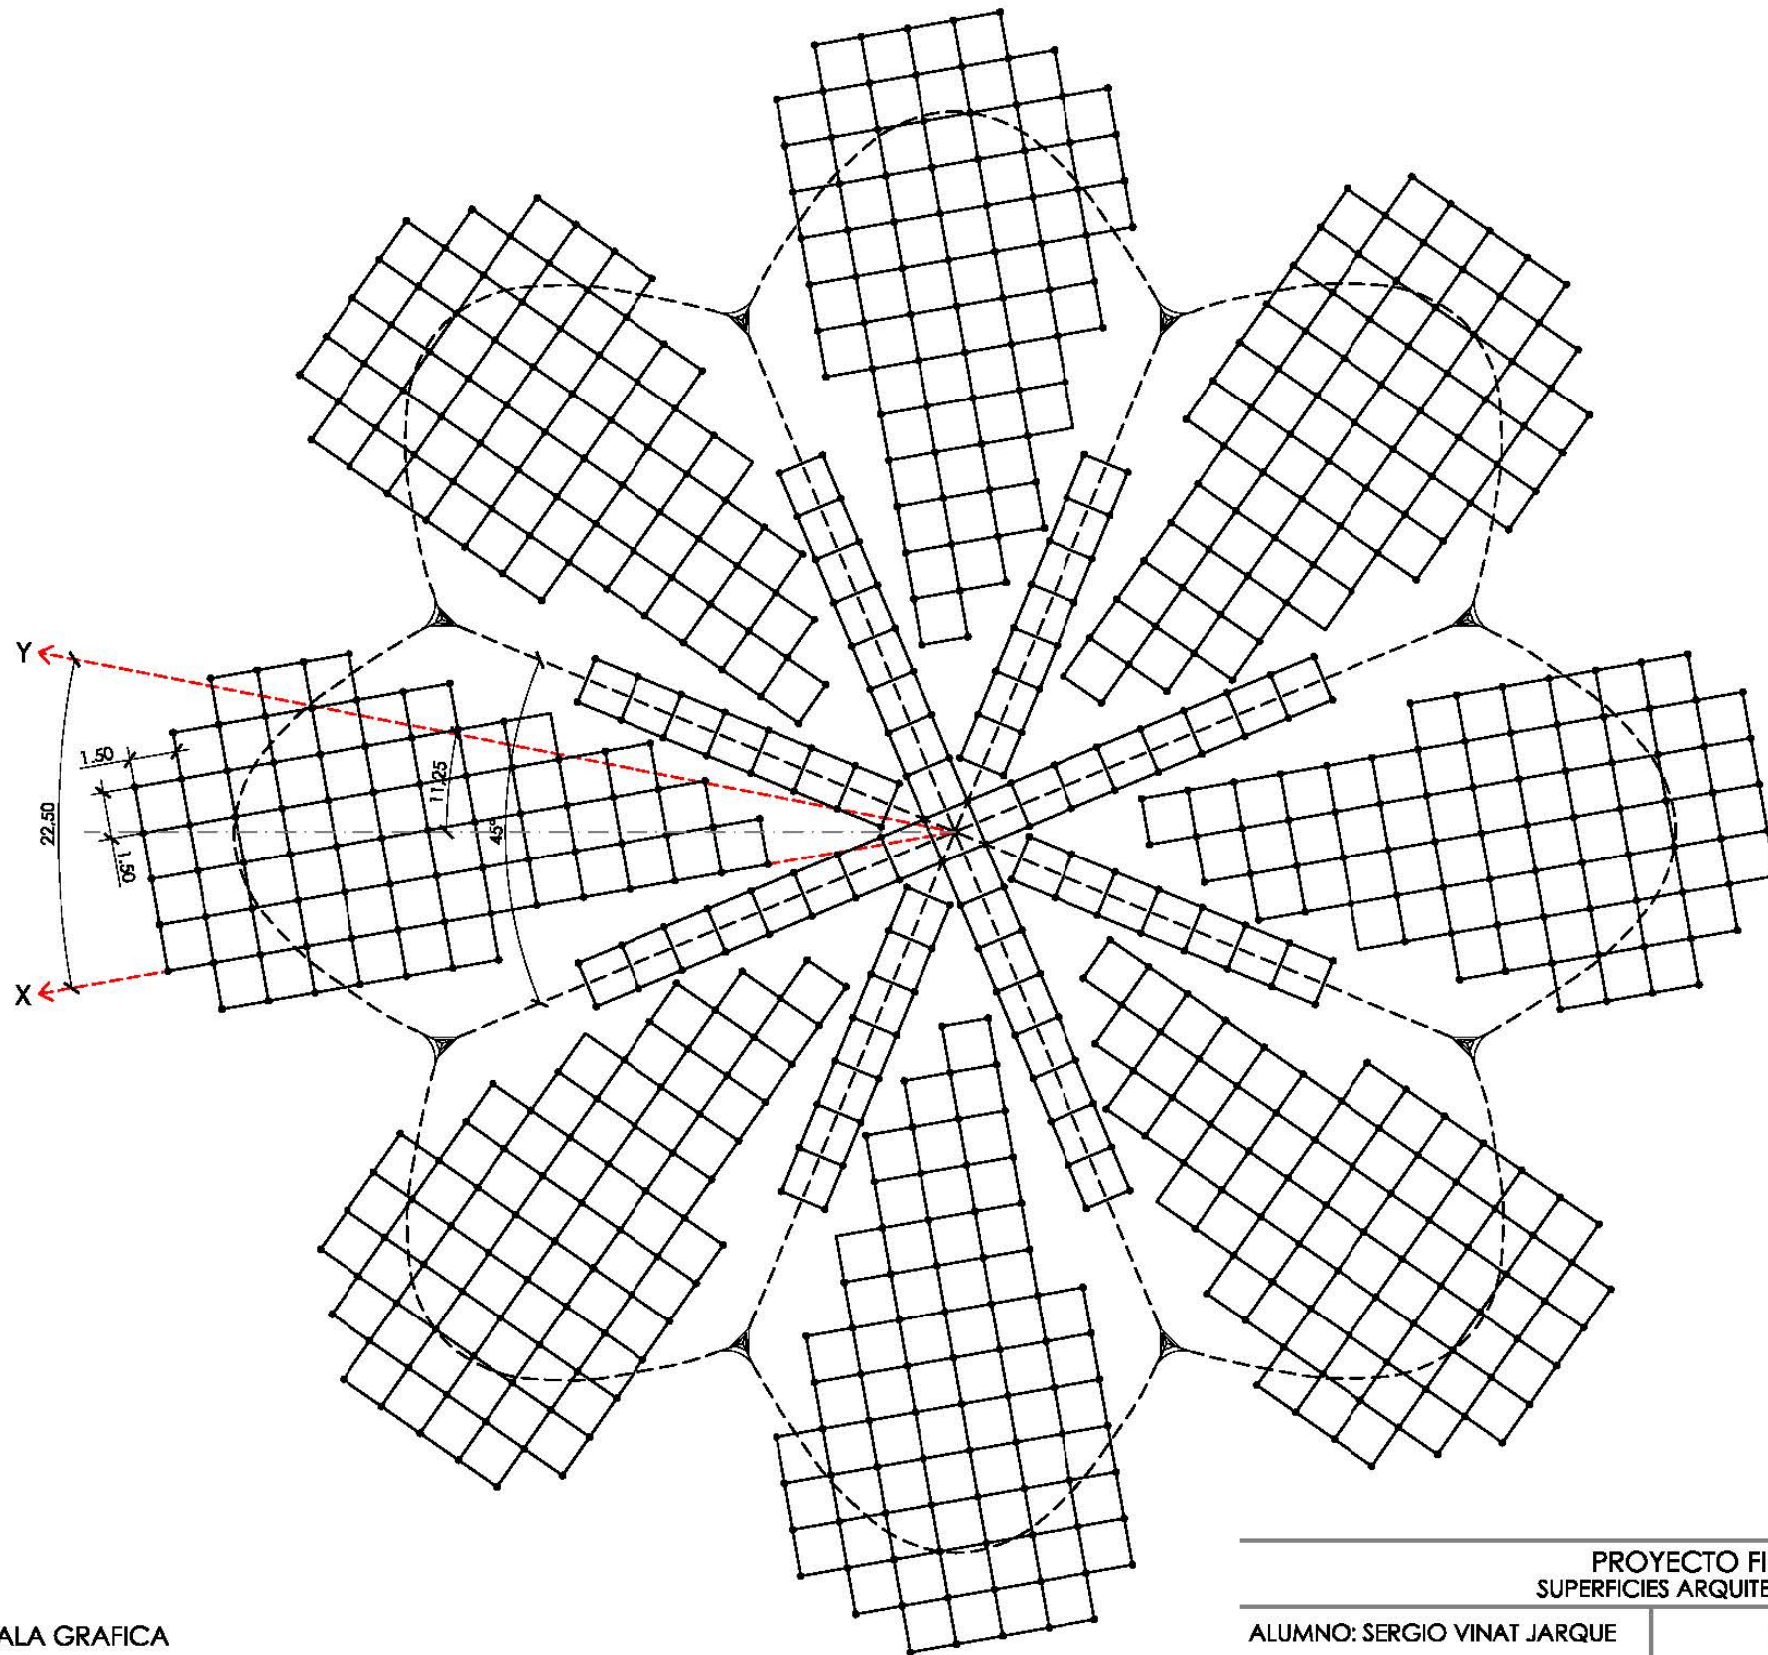 Y
1.50
11.25
22.50
45°
1.50
X
PROYECTO FI
SUPERFICIES ARQUITE
ALA GRAFICA
ALUMNO: SERGIO VINAT JARQUE